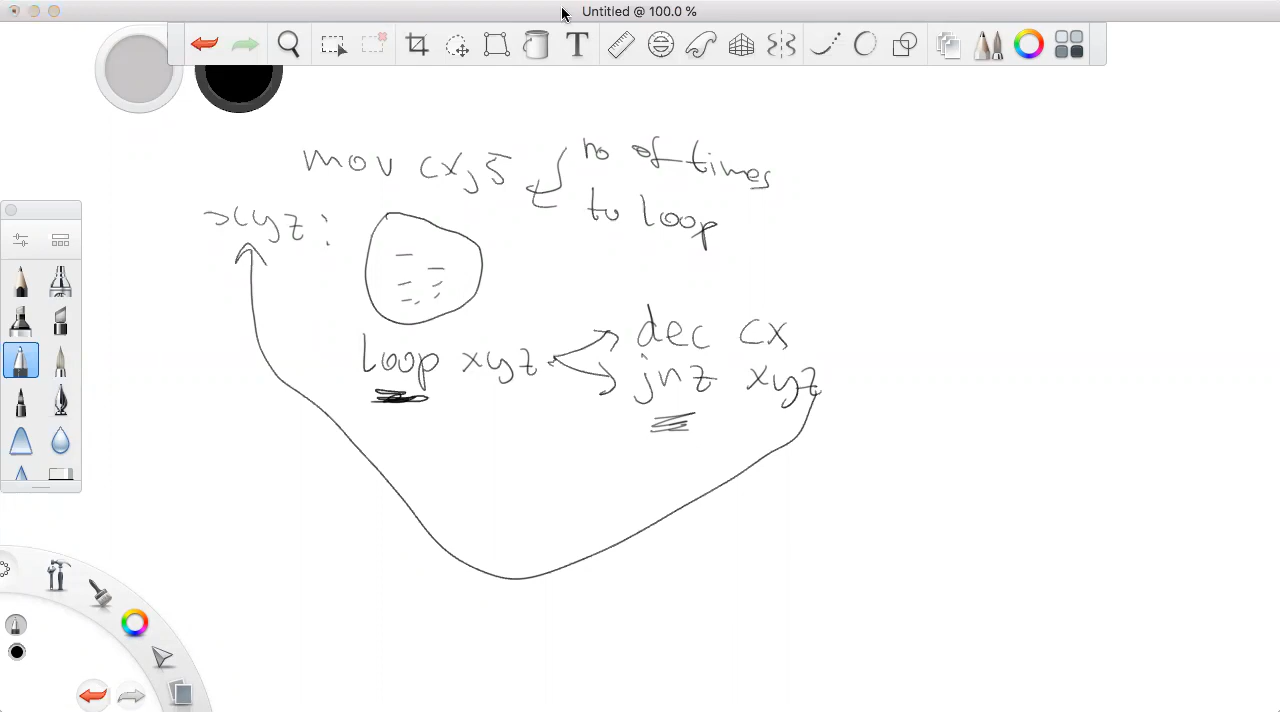 Untitled @ 100.0 %
T
mov cx, 5
no of times
to loop
xyz :
loop xyz
dec cx
jnz xyz